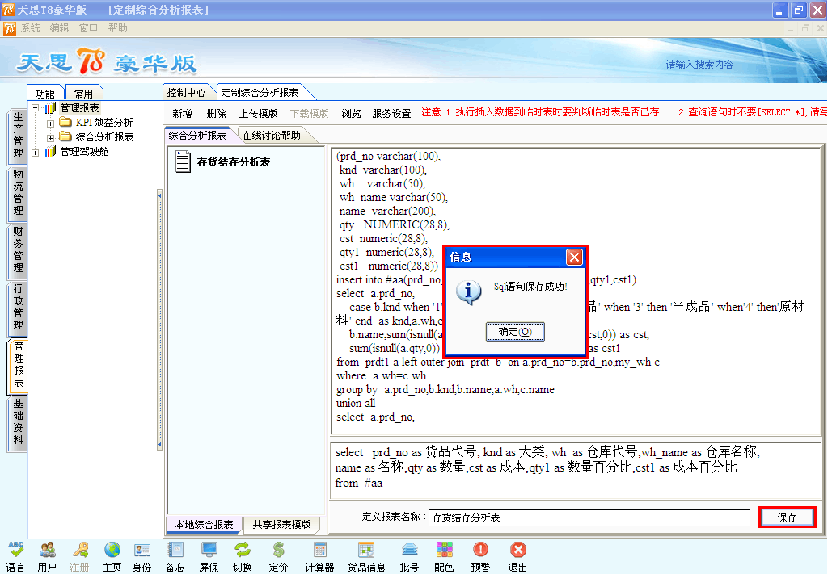 天思T8豪华版 [定制综合分析报表]
系统 编辑 窗口 帮助
天思T8豪华版
请输入搜索内容
功能 常用
控制中心 定制综合分析报表
管理报表
KPI效益分析
综合分析报表
管理驾驶舱
新增 删除 上传模版 下载模版 浏览 服务设置 注意:1.执行插入数据到临时表时要判断临时表是否已存 2.查询语句时不要[SELECT *],请写
综合分析报表 在线讨论帮助
存货结存分析表
生产管理
物流管理
财务管理
行政管理
管理报表
基础资料
(prd_no varchar(100),
knd varchar(100),
wh varchar(50),
wh_name varchar(50),
name varchar(200),
qty NUMERIC(28,8),
cst numeric(28,8),
qty1 numeric(28,8),
cst1 numeric(28,8))
insert into #aa(prd_no, qty1,cst1)
select a.prd_no,
case b.knd when '1' 品' when '3' then '半成品' when'4' then'原材
料' end as knd,a.wh,c
b.name,sum(isnull(a cst,0)) as cst,
sum(isnull(a.qty,0)) as cst1
from prdt1 a left outer join prdt b on a.prd_no=b.prd_no,my_wh c
where a.wh=c.wh
group by a.prd_no,b.knd,b.name,a.wh,c.name
union all
select a.prd_no,
信息
Sql语句保存成功!
确定(O)
select prd_no as 货品代号, knd as 大类, wh as 仓库代号,wh_name as 仓库名称,
name as 名称,qty as 数量,cst as 成本,qty1 as 数量百分比,cst1 as 成本百分比
from #aa
定义报表名称: 存货结存分析表 保存
本地综合报表 共享报表模版
语言 用户 注册 主页 身份 备忘 屏保 切换 定价 计算器 货品信息 批号 配色 预警 退出